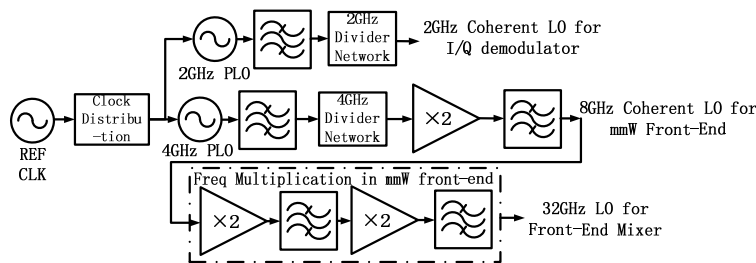 2GHz
Divider
Network
2GHz Coherent LO for
I/Q demodulator
2GHz PLO
Clock
Distribu
-tion
REF
CLK
4GHz PLO
4GHz
Divider
Network
×2
8GHz Coherent LO for
mmW Front-End
Freq Multiplication in mmW front-end
×2
×2
32GHz LO for
Front-End Mixer